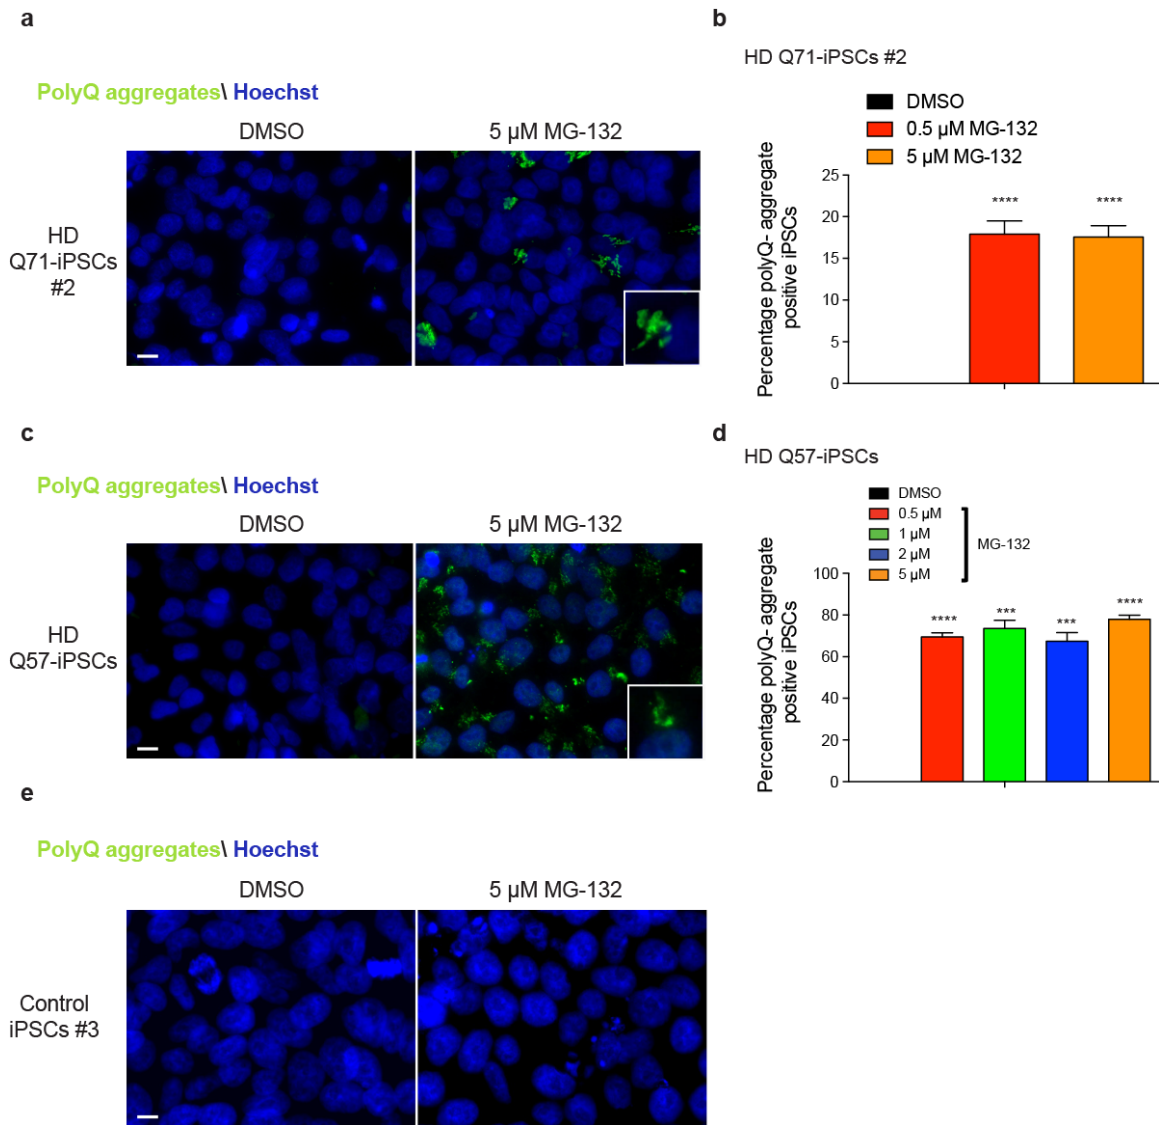 a
PolyQ aggregates\ Hoechst
DMSO
5 µM MG-132
HD
Q71-iPSCs
#2
b
HD Q71-iPSCs #2
DMSO
0.5 µM MG-132
5 µM MG-132
Percentage polyQ- aggregate
positive iPSCs
25
20
15
10
5
0
****
****
c
PolyQ aggregates\ Hoechst
DMSO
5 µM MG-132
HD
Q57-iPSCs
d
HD Q57-iPSCs
DMSO
0.5 µM
1 µM
2 µM
5 µM
MG-132
Percentage polyQ- aggregate
positive iPSCs
100
80
60
40
20
0
****
***
***
****
e
PolyQ aggregates\ Hoechst
DMSO
5 µM MG-132
Control
iPSCs #3